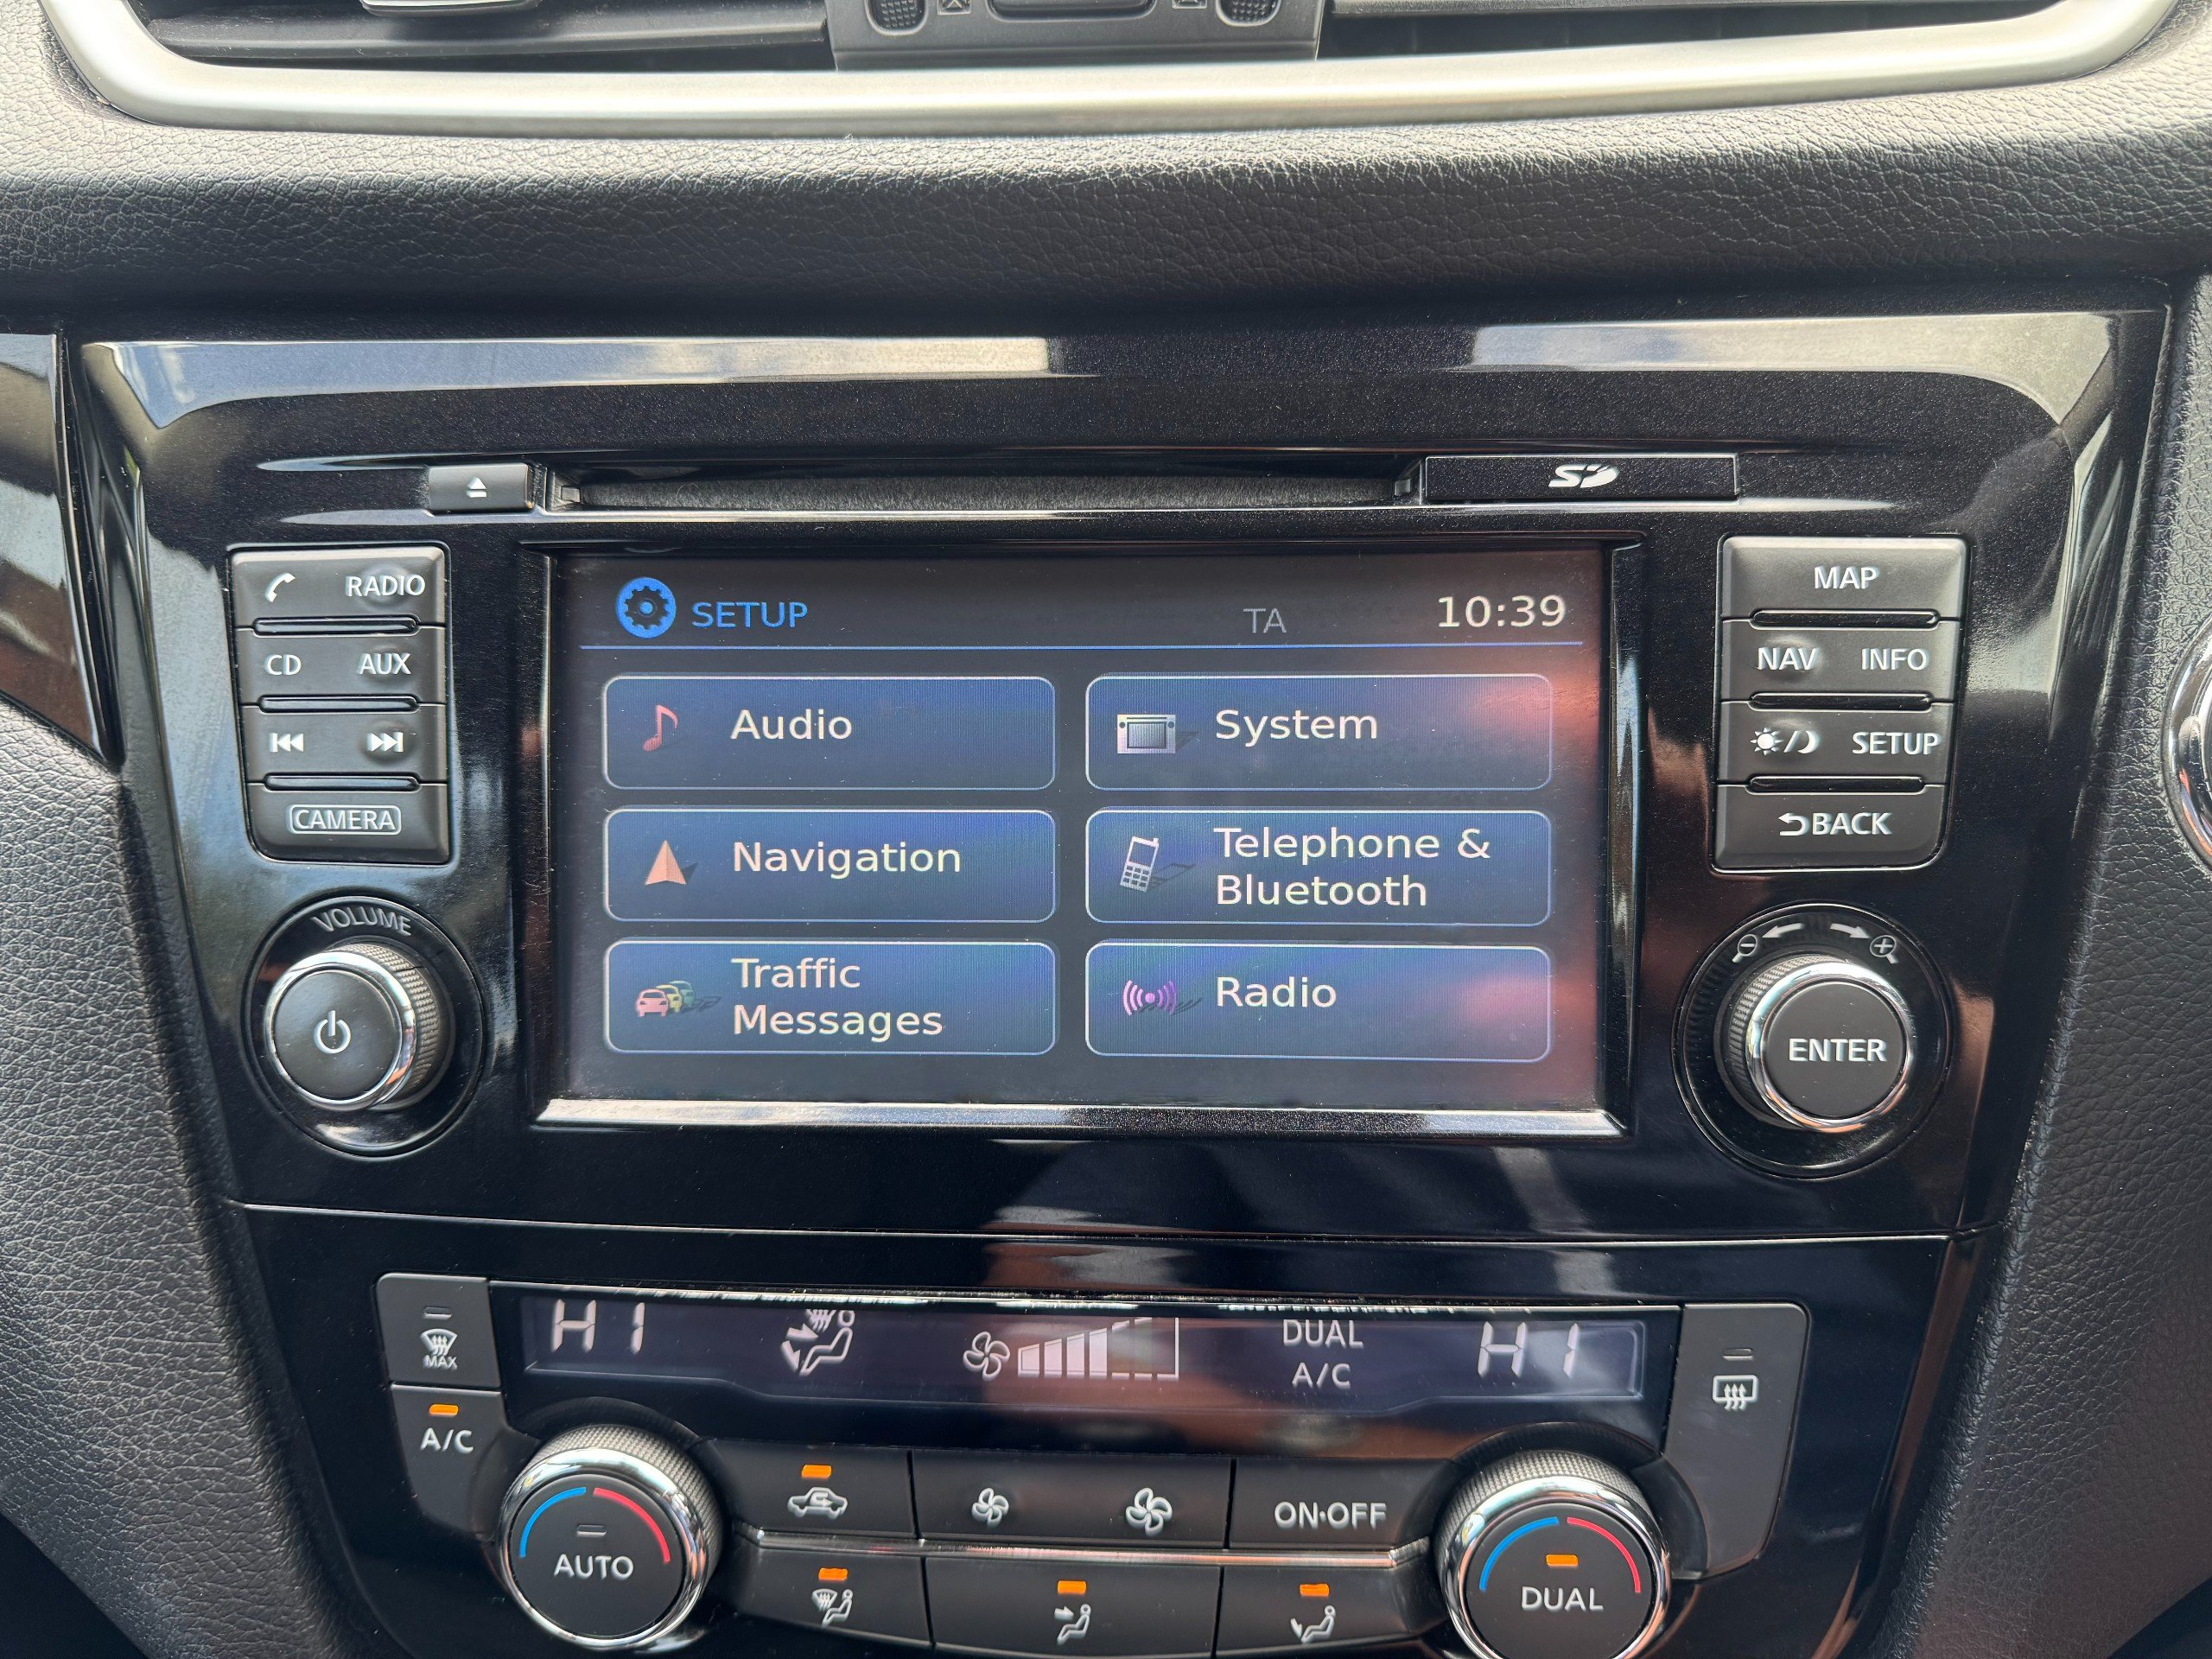 SD
RADIO
CD AUX
CAMERA
VOLUME
SETUP TA 10:39
Audio
System
Navigation
Telephone &
Bluetooth
Traffic
Messages
Radio
MAP
NAV INFO
SETUP
BACK
ENTER
HI
DUAL
A/C
HI
MAX
A/C
AUTO
ON·OFF
DUAL